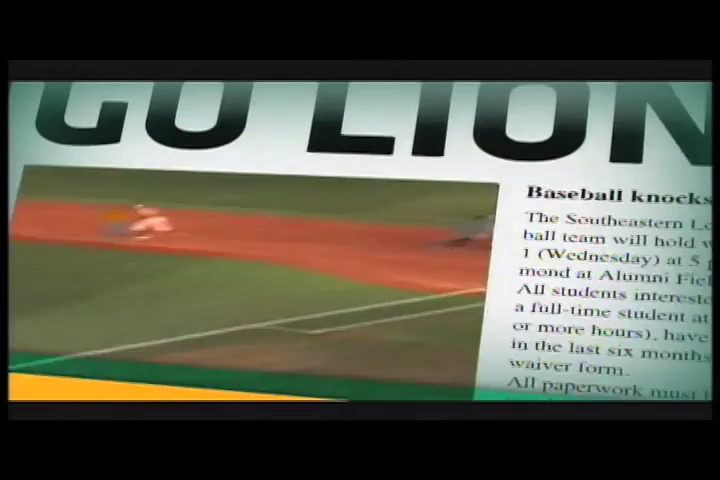 GO LION
Baseball knocks
The Southeastern Lo
ball team will hold w
1 (Wednesday) at 5 p
mond at Alumni Fiel
All students intereste
a full-time student at
or more hours), have
in the last six months
waiver form.
All paperwork must